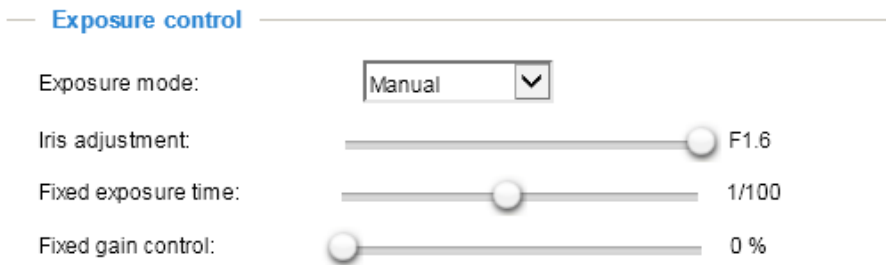 Exposure control
Exposure mode: Manual
Iris adjustment: F1.6
Fixed exposure time: 1/100
Fixed gain control: 0 %